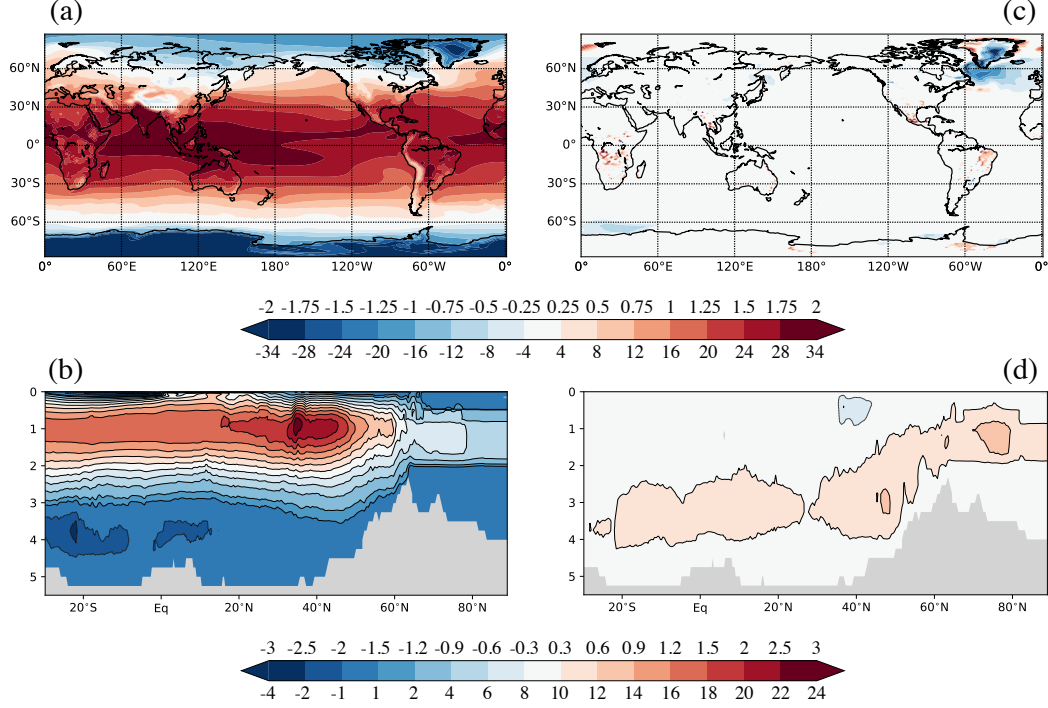 (a)
(c)
60°N
30°N
0°
30°S
60°S
0° 60°E 120°E 180° 120°W 60°W 0°
60°N
30°N
0°
30°S
60°S
0° 60°E 120°E 180° 120°W 60°W 0°
-2 -1.75 -1.5 -1.25 -1 -0.75 -0.5 -0.25 0.25 0.5 0.75 1 1.25 1.5 1.75 2
-34 -28 -24 -20 -16 -12 -8 -4 4 8 12 16 20 24 28 34
(b)
(d)
0
1
2
3
4
5
20°S Eq 20°N 40°N 60°N 80°N
0
1
2
3
4
5
20°S Eq 20°N 40°N 60°N 80°N
-3 -2.5 -2 -1.5 -1.2 -0.9 -0.6 -0.3 0.3 0.6 0.9 1.2 1.5 2 2.5 3
-4 -2 -1 1 2 4 6 8 10 12 14 16 18 20 22 24